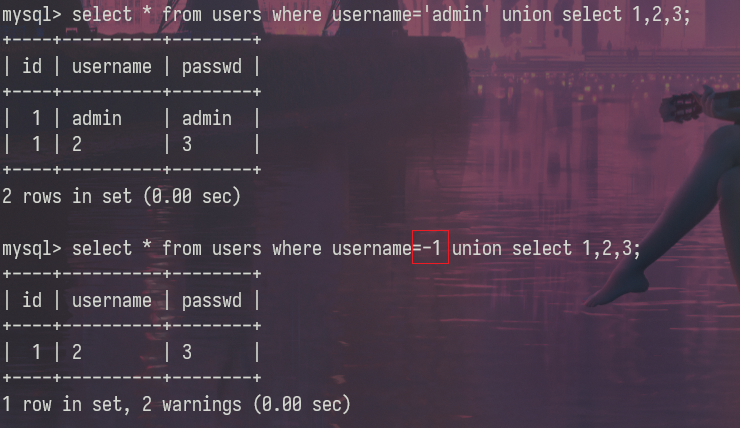 mysql> select * from users where username='admin' union select 1,2,3;
+----+----------+--------+
| id | username | passwd |
+----+----------+--------+
|  1 | admin    | admin  |
|  1 | 2        | 3      |
+----+----------+--------+
2 rows in set (0.00 sec)
mysql> select * from users where username=-1 union select 1,2,3;
+----+----------+--------+
| id | username | passwd |
+----+----------+--------+
|  1 | 2        | 3      |
+----+----------+--------+
1 row in set, 2 warnings (0.00 sec)